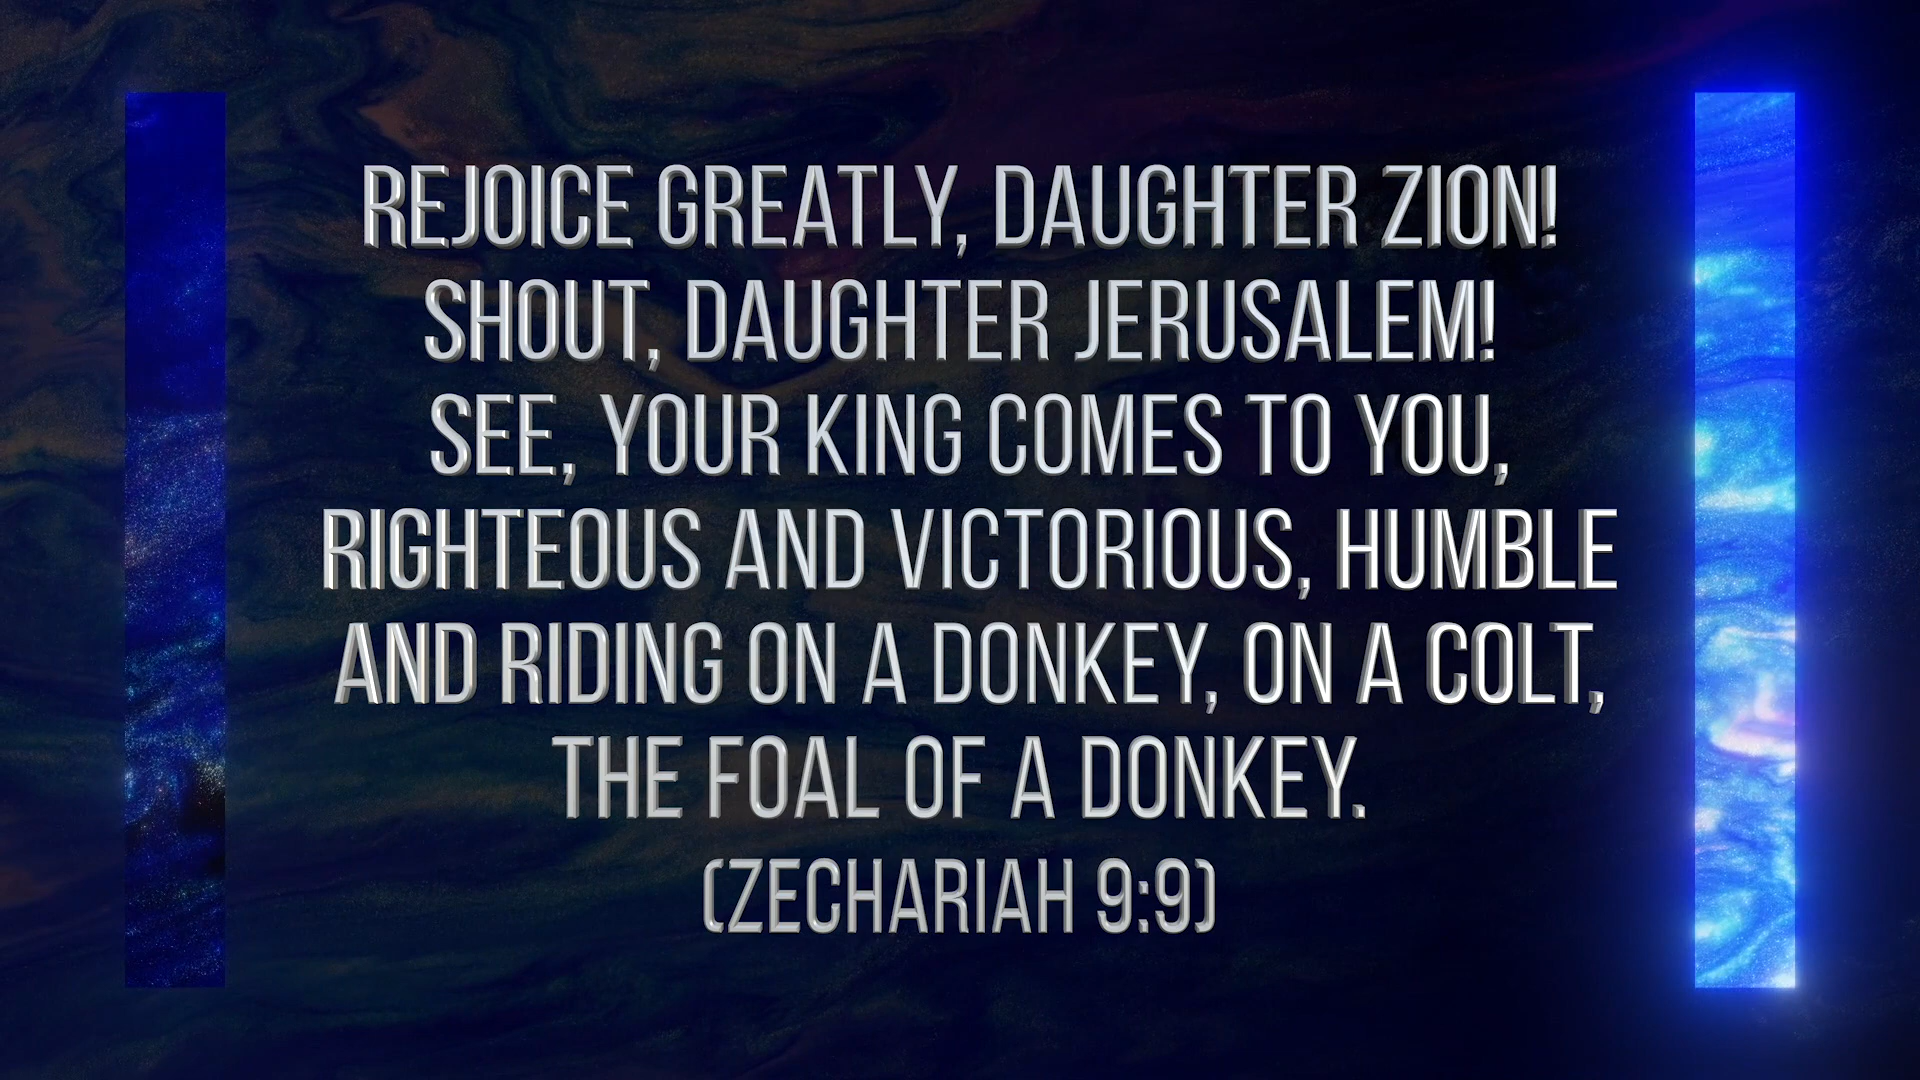 REJOICE GREATLY, DAUGHTER ZION!
SHOUT, DAUGHTER JERUSALEM!
SEE, YOUR KING COMES TO YOU,
RIGHTEOUS AND VICTORIOUS, HUMBLE
AND RIDING ON A DONKEY, ON A COLT,
THE FOAL OF A DONKEY.
(ZECHARIAH 9:9)